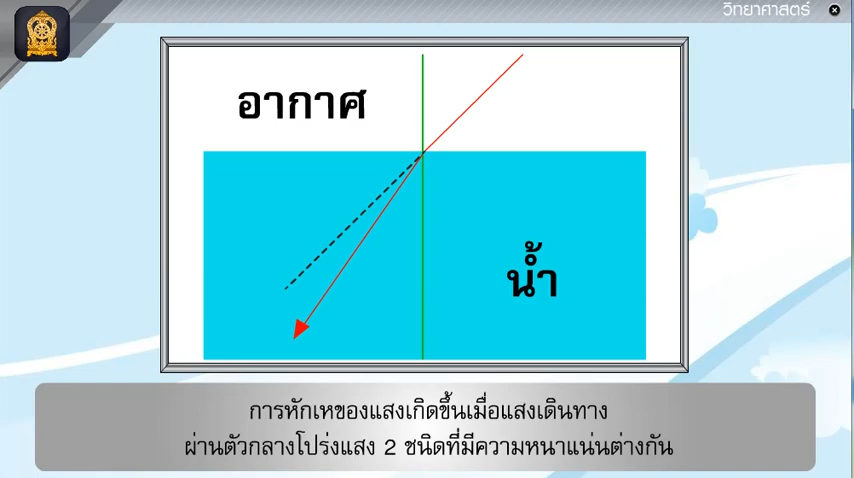 วิทยาศาสตร์
อากาศ
น้ำ
การหักเหของแสงเกิดขึ้นเมื่อแสงเดินทาง
ผ่านตัวกลางโปร่งแสง 2 ชนิดที่มีความหนาแน่นต่างกัน